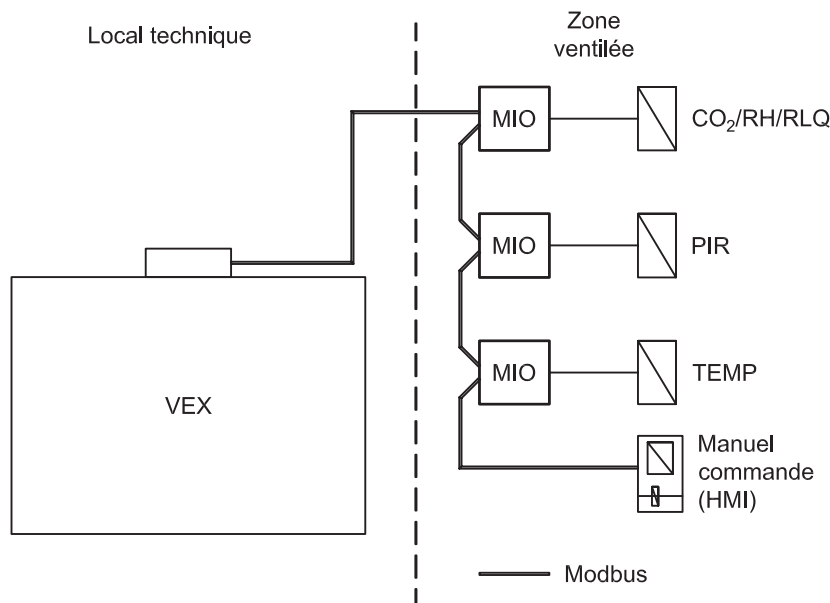 Local technique
Zone
ventilée
MIO
CO₂/RH/RLQ
MIO
PIR
MIO
TEMP
VEX
Manuel
commande
(HMI)
Modbus